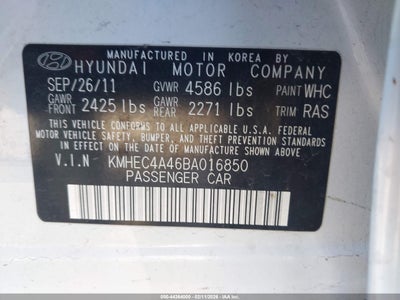 MANUFACTURED IN KOREA BY
HYUNDAI MOTOR COMPANY
SEP/26/11 GVWR 4586 lbs PAINT WHC
GAWR FRONT 2425 lbs GAWR REAR 2271 lbs TRIM RAS
THIS VEHICLE CONFORMS TO ALL APPLICABLE U.S.A. FEDERAL
MOTOR VEHICLE SAFETY, BUMPER, AND THEFT PREVENTION STANDARDS
IN EFFECT ON THE DATE OF MANUFACTURE SHOWN ABOVE.
V.I.N KMHEC4A46BA016850
PASSENGER CAR